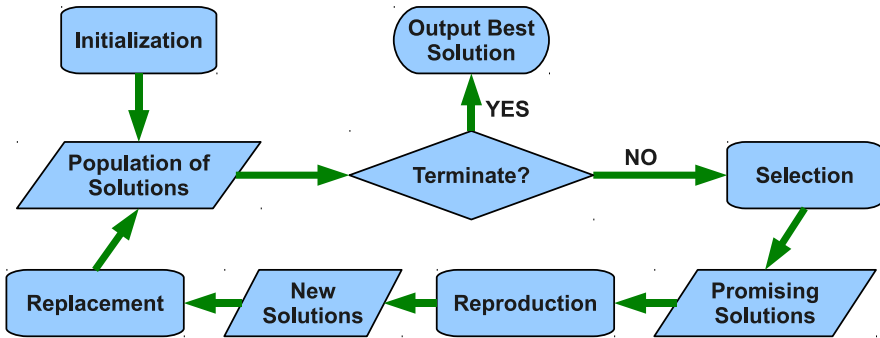 Initialization
Output Best
Solution
YES
Population of
Solutions
Terminate?
NO
Selection
Replacement
New
Solutions
Reproduction
Promising
Solutions